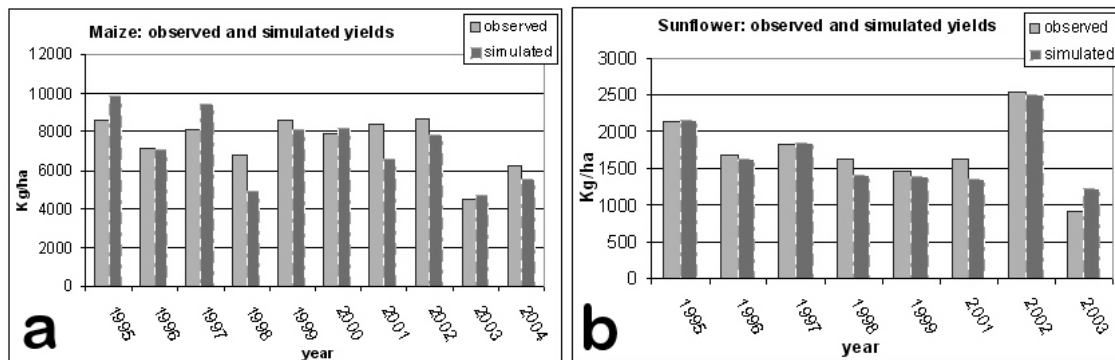 Maize: observed and simulated yields
observed
simulated
12000
10000
8000
6000
4000
2000
0
Kg/ha
1995
1996
1997
1998
1999
2000
2001
2002
2003
2004
year
a
Sunflower: observed and simulated yields
observed
simulated
3000
2500
2000
1500
1000
500
0
Kg/ha
1995
1996
1997
1998
1999
2001
2002
2003
year
b